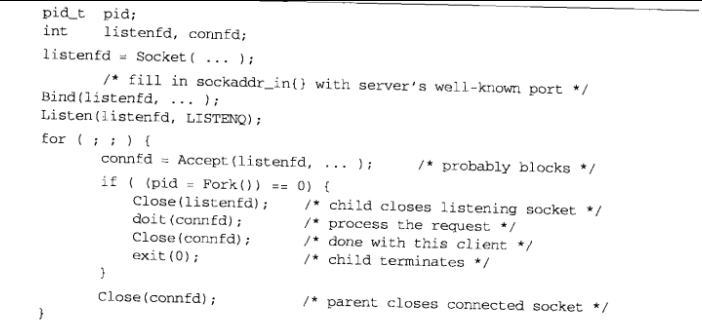 pid_t pid;
int listenfd, connfd;
listenfd = Socket( ... );
/* fill in sockaddr_in{} with server's well-known port */
Bind(listenfd, ... );
Listen(listenfd, LISTENQ);
for ( ; ; ) {
connfd = Accept(listenfd, ... ); /* probably blocks */
if ( (pid = Fork()) == 0) {
Close(listenfd); /* child closes listening socket */
doit(connfd); /* process the request */
Close(connfd); /* done with this client */
exit(0); /* child terminates */
}
Close(connfd); /* parent closes connected socket */
}